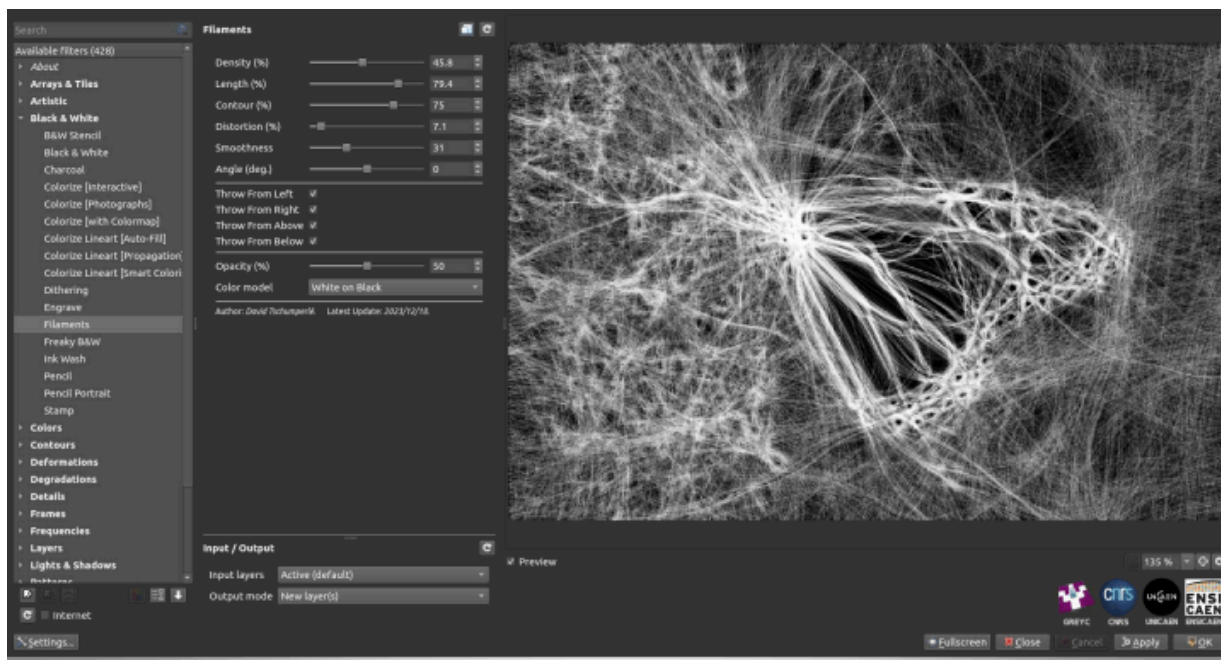 Search
Available filters (428)
About
Arrays & Tiles
Artistic
Black & White
B&W Stencil
Black & White
Charcoal
Colorize [Interactive]
Colorize [Photographs]
Colorize [with Colormap]
Colorize Lineart [Auto-Fill]
Colorize Lineart [Propagation]
Colorize Lineart [Smart Colori
Dithering
Engrave
Filaments
Freaky B&W
Ink Wash
Pencil
Pencil Portrait
Stamp
Colors
Contours
Deformations
Degradations
Details
Frames
Frequencies
Layers
Lights & Shadows
Patterns
Internet
Settings...
Filaments
Density (%) 45.8
Length (%) 79.4
Contour (%) 75
Distortion (%) 7.1
Smoothness 31
Angle (deg.) 0
Throw From Left
Throw From Right
Throw From Above
Throw From Below
Opacity (%) 50
Color model White on Black
Author: David Tschumperlé. Latest Update: 2023/12/18.
Input / Output
Input layers Active (default)
Output mode New layer(s)
Preview
135 %
CNRS UNICAEN ENSI CAEN
GREYC CNRS UNICAEN ENSICAEN
Fullscreen Close Cancel Apply OK